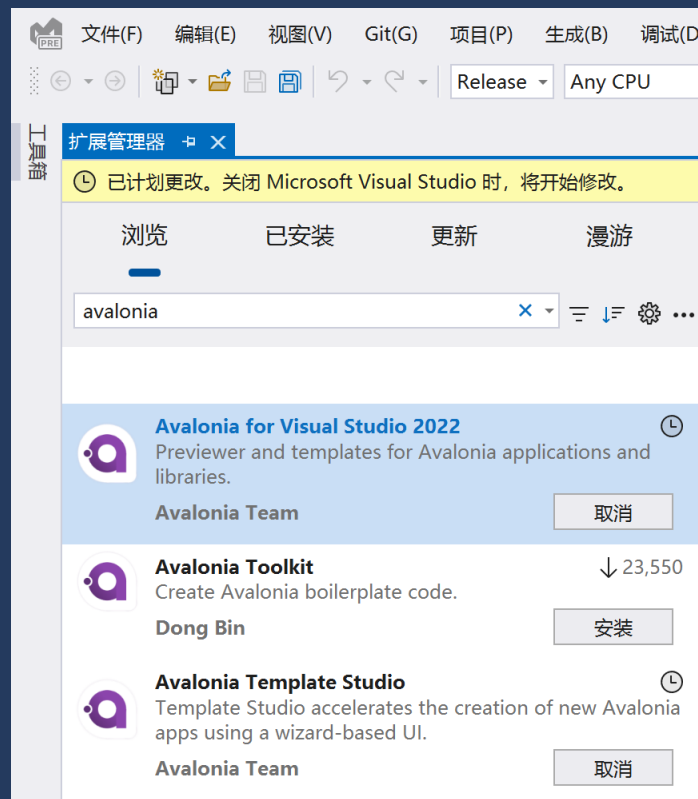 PRE
文件(F) 编辑(E) 视图(V) Git(G) 项目(P) 生成(B) 调试(D
Release Any CPU
工具箱
扩展管理器
已计划更改。关闭 Microsoft Visual Studio 时，将开始修改。
浏览 已安装 更新 漫游
avalonia
Avalonia for Visual Studio 2022
Previewer and templates for Avalonia applications and
libraries.
Avalonia Team 取消
Avalonia Toolkit 23,550
Create Avalonia boilerplate code.
Dong Bin 安装
Avalonia Template Studio
Template Studio accelerates the creation of new Avalonia
apps using a wizard-based UI.
Avalonia Team 取消